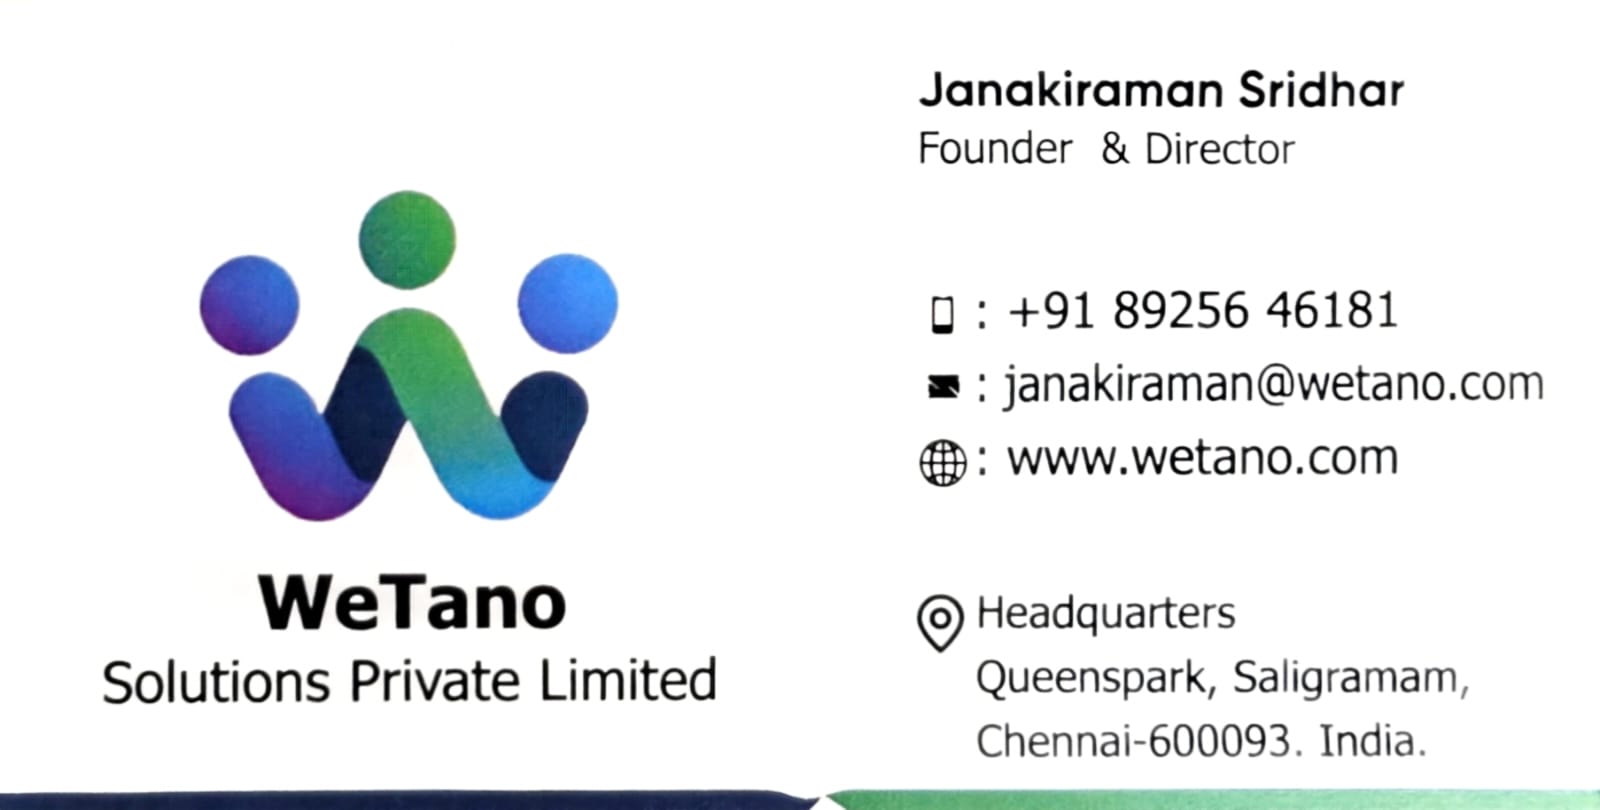 WeTano
Solutions Private Limited
Janakiraman Sridhar
Founder & Director
: +91 89256 46181
: janakiraman@wetano.com
: www.wetano.com
Headquarters
Queenspark, Saligramam,
Chennai-600093. India.